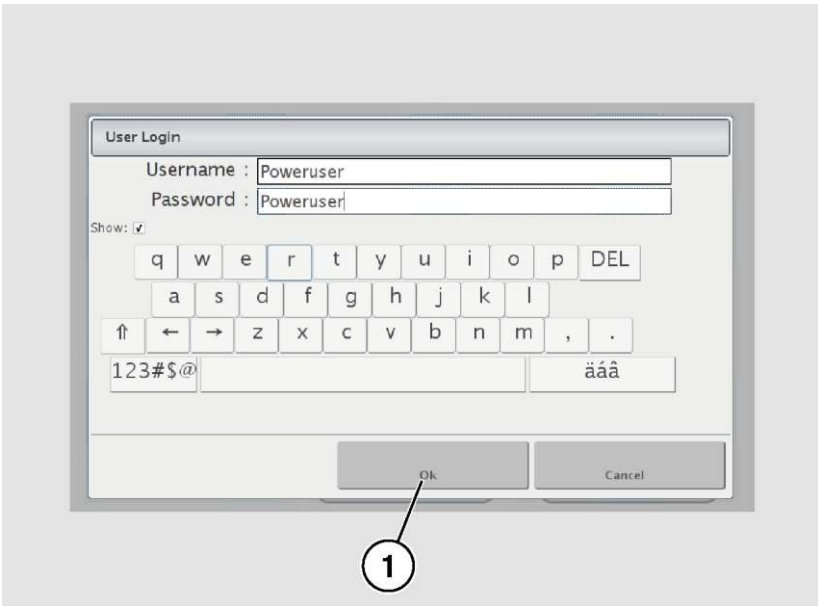 User Login
Username : Poweruser
Password : Poweruser
Show:
q w e r t y u i o p DEL
a s d f g h j k l
⇑ ← → z x c v b n m , .
123#$@ äáâ
Ok Cancel
1